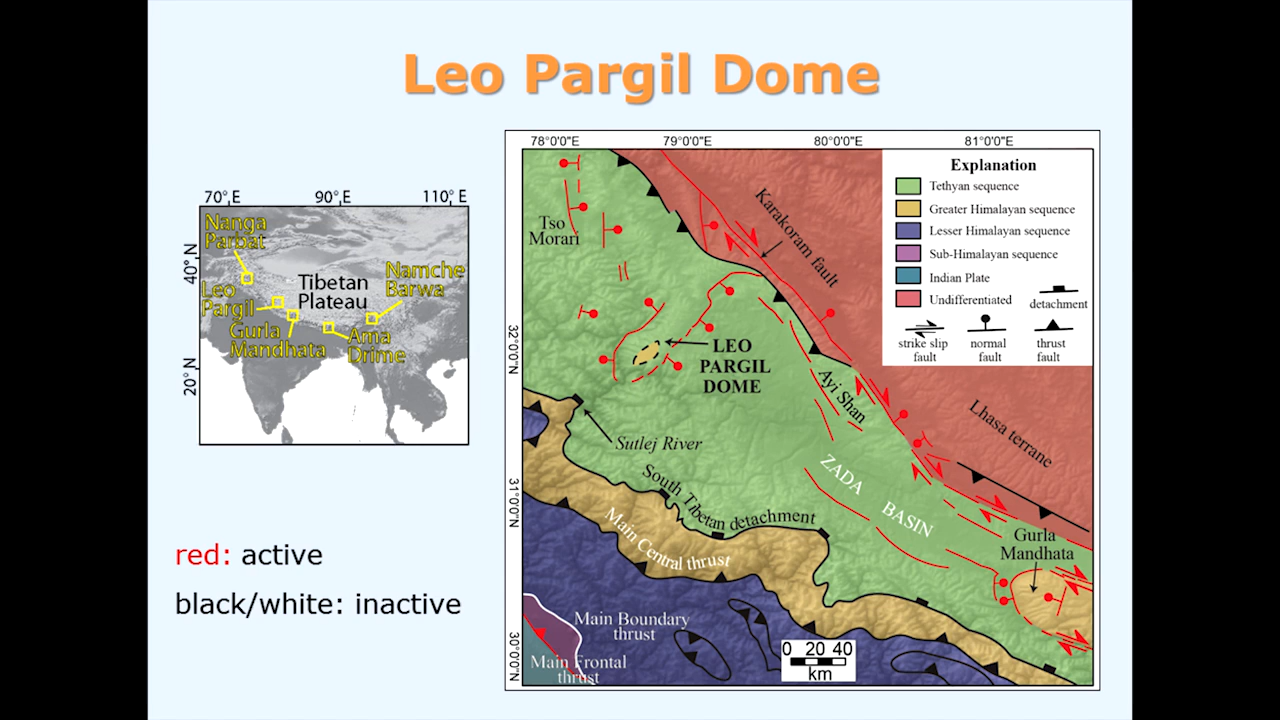 Leo Pargil Dome
70° E 90° E 110° E
40° N
20° N
Nanga
Parbat
Leo
Pargil
Gurla
Mandhata
Tibetan
Plateau
Namche
Barwa
Ama
Drime
red: active
black/white: inactive
78°0'0"E 79°0'0"E 80°0'0"E 81°0'0"E
32°0'0"N
31°0'0"N
30°0'0"N
Explanation
Tethyan sequence
Greater Himalayan sequence
Lesser Himalayan sequence
Sub-Himalayan sequence
Indian Plate
Undifferentiated
detachment
strike slip
fault
normal
fault
thrust
fault
Tso
Morari
Karakoram fault
LEO
PARGIL
DOME
Ayi Shan
Lhasa terrane
Sutlej River
ZADA BASIN
South Tibetan detachment
Main Central thrust
Gurla
Mandhata
Main Boundary
thrust
Main Frontal
thrust
0 20 40
km